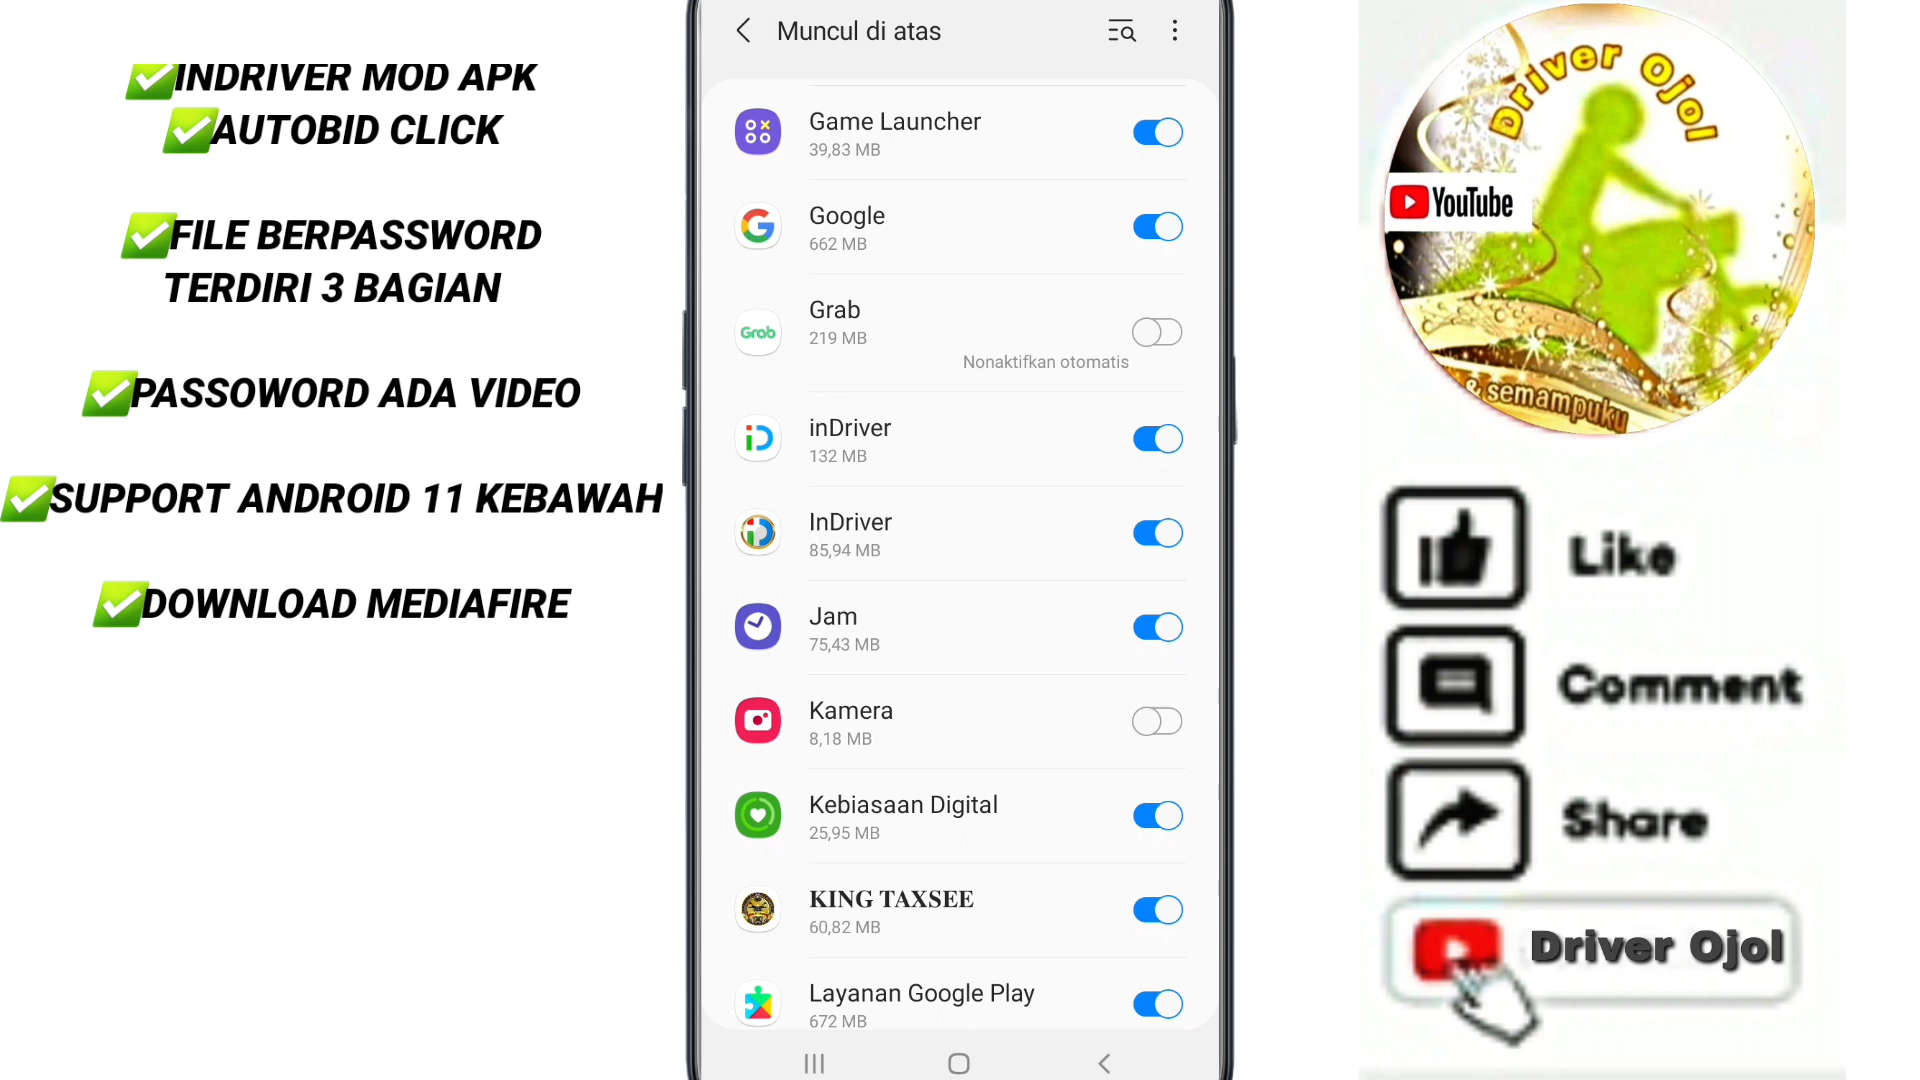 ✅INDRIVER MOD APK
✅AUTOBID CLICK
✅FILE BERPASSWORD
TERDIRI 3 BAGIAN
✅PASSOWORD ADA VIDEO
✅SUPPORT ANDROID 11 KEBAWAH
✅DOWNLOAD MEDIAFIRE
Muncul di atas
Game Launcher
39,83 MB
Google
662 MB
Grab
Grab
219 MB
Nonaktifkan otomatis
inDriver
132 MB
InDriver
85,94 MB
Jam
75,43 MB
Kamera
8,18 MB
Kebiasaan Digital
25,95 MB
KING TAXSEE
60,82 MB
Layanan Google Play
672 MB
Driver Ojol
YouTube
& semampuku
Like
Comment
Share
Driver Ojol